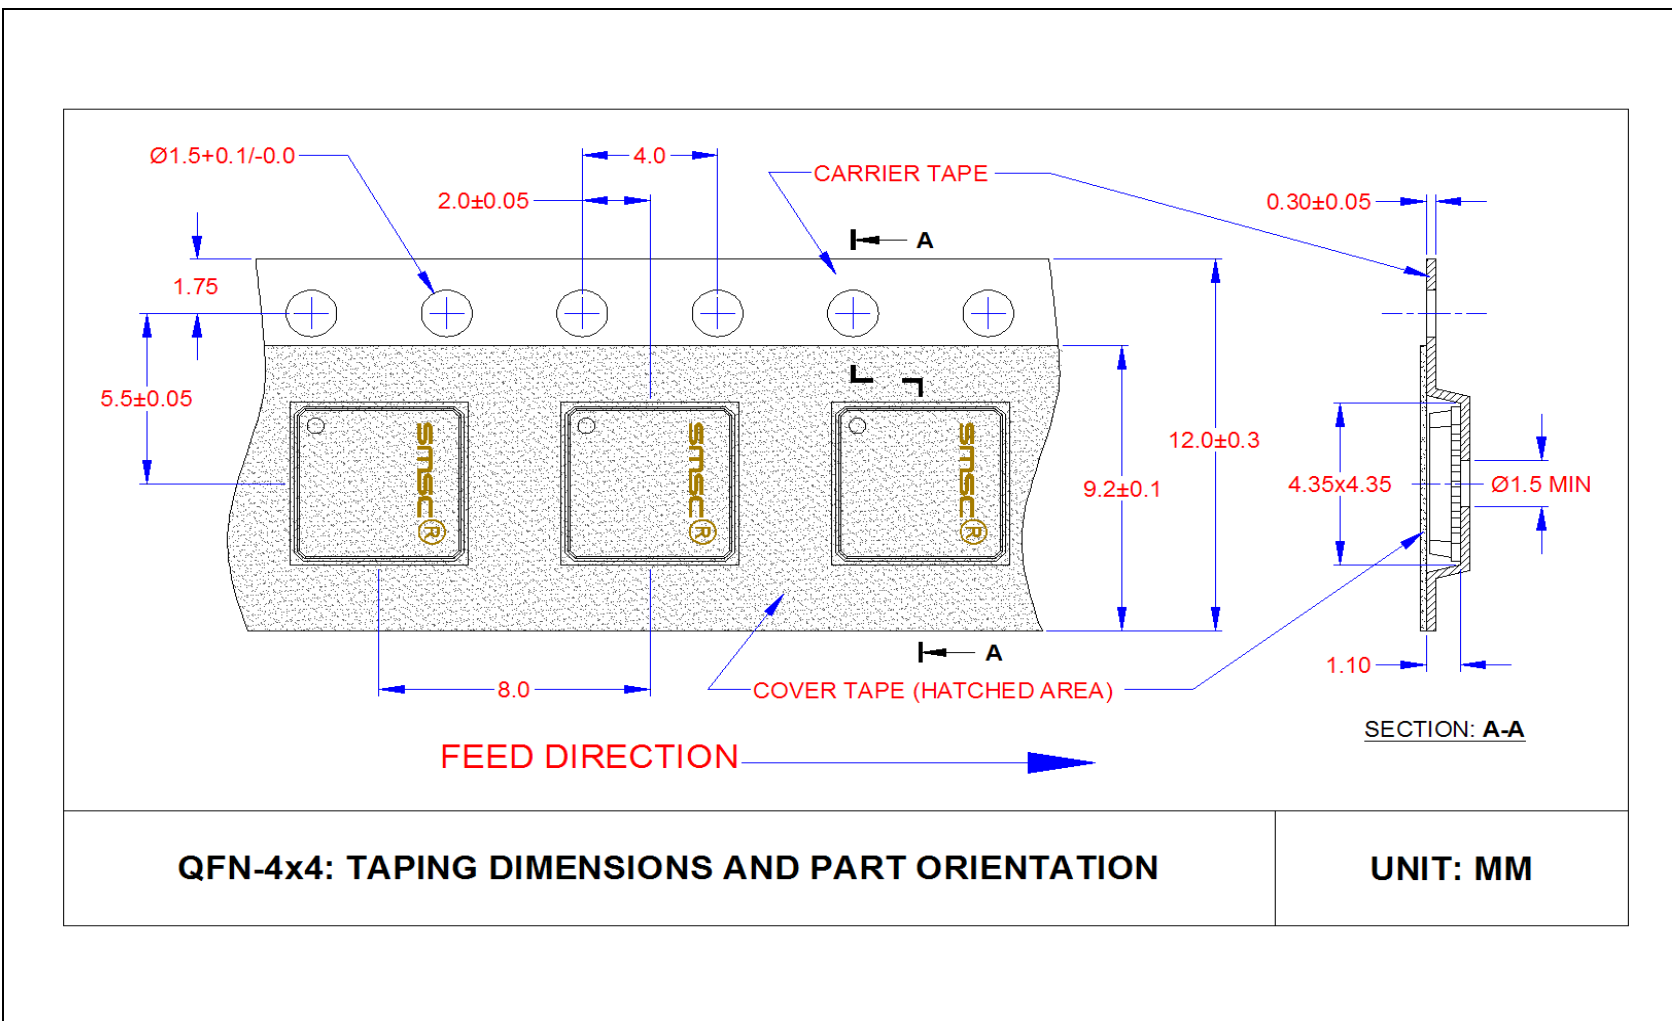 Ø1.5+0.1/-0.0
4.0
CARRIER TAPE
2.0±0.05
0.30±0.05
A
1.75
5.5±0.05
12.0±0.3
9.2±0.1
4.35x4.35
Ø1.5 MIN
smsc®
smsc®
smsc®
A
1.10
8.0
COVER TAPE (HATCHED AREA)
SECTION: A-A
FEED DIRECTION
QFN-4x4: TAPING DIMENSIONS AND PART ORIENTATION
UNIT: MM